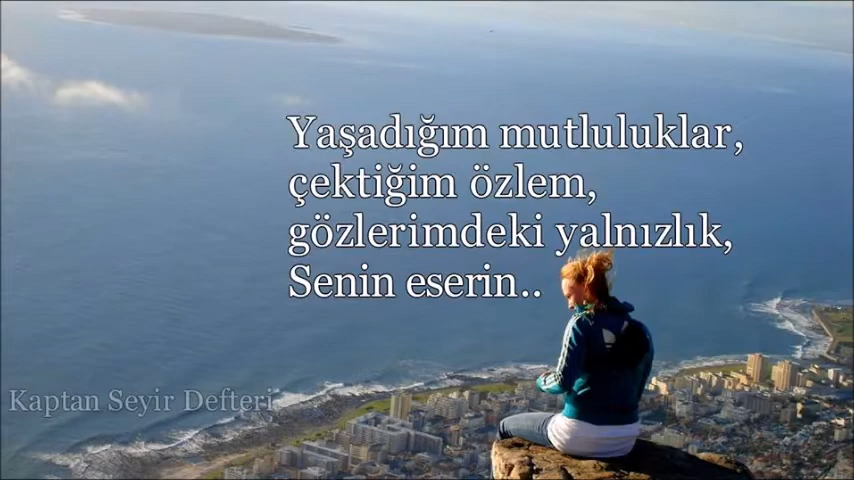 Yaşadığım mutluluklar,
çektiğim özlem,
gözlerimdeki yalnızlık,
Senin eserin..
Kaptan Seyir Defteri